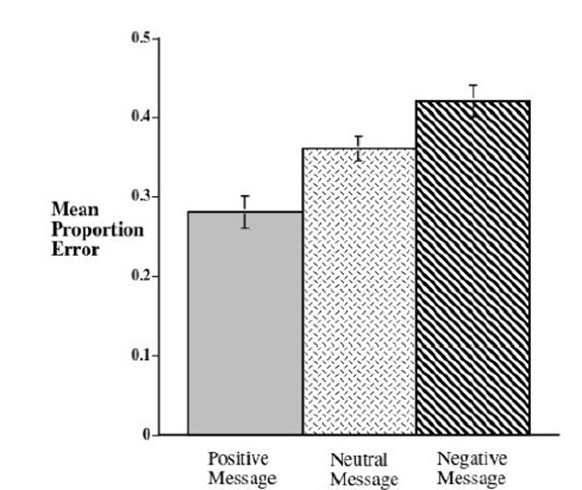 0.5
0.4
0.3
Mean
Proportion
Error
0.2
0.1
0
Positive
Message
Neutral
Message
Negative
Message